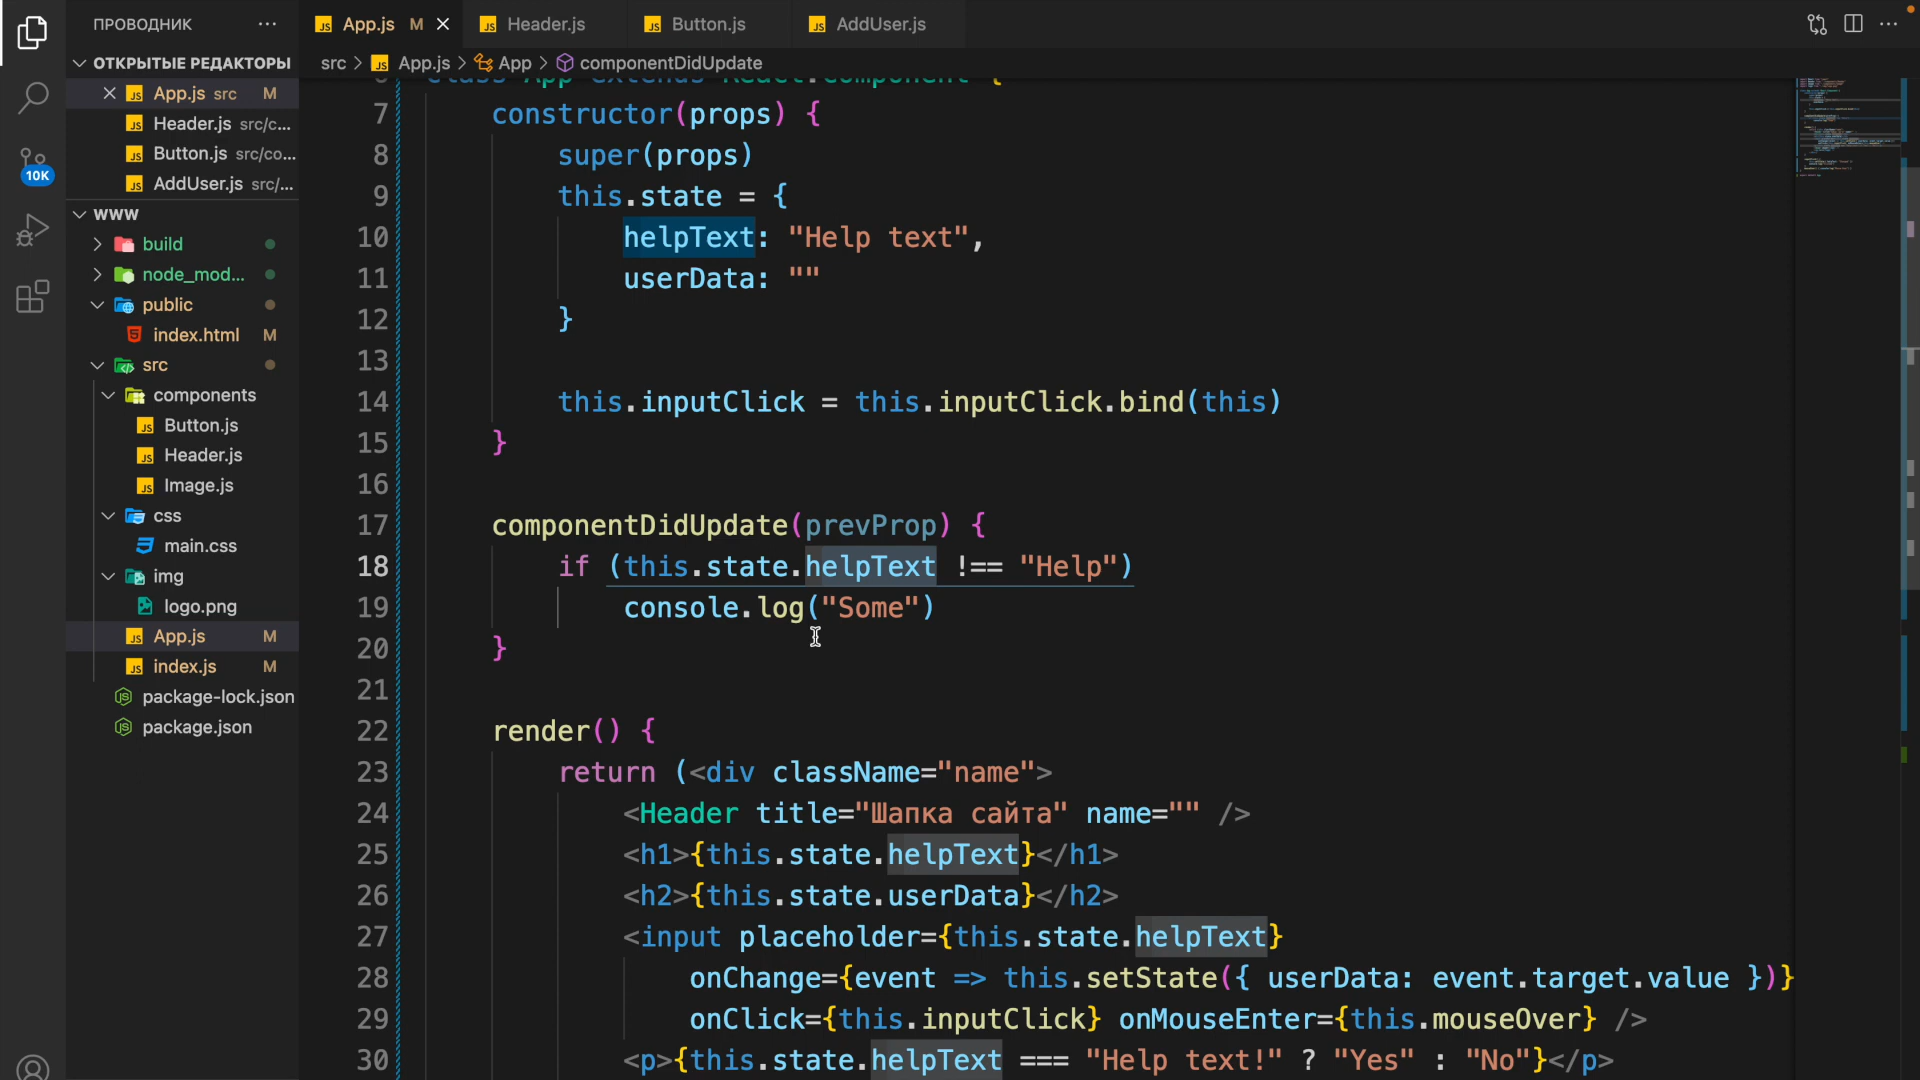 ПРОВОДНИК
ОТКРЫТЫЕ РЕДАКТОРЫ
App.js src M
Header.js src/c...
Button.js src/co...
AddUser.js src/...
WWW
build
node_mod...
public
index.html M
src
components
Button.js
Header.js
Image.js
css
main.css
img
logo.png
App.js M
index.js M
package-lock.json
package.json
10K
App.js M
Header.js
Button.js
AddUser.js
src > App.js > App > componentDidUpdate
class App extends React.Component {
7 constructor(props) {
8 super(props)
9 this.state = {
10 helpText: "Help text",
11 userData: ""
12 }
13
14 this.inputClick = this.inputClick.bind(this)
15 }
16
17 componentDidUpdate(prevProp) {
18 if (this.state.helpText !== "Help")
19 console.log("Some")
20 }
21
22 render() {
23 return (<div className="name">
24 <Header title="Шапка сайта" name="" />
25 <h1>{this.state.helpText}</h1>
26 <h2>{this.state.userData}</h2>
27 <input placeholder={this.state.helpText}
28 onChange={event => this.setState({ userData: event.target.value })}
29 onClick={this.inputClick} onMouseEnter={this.mouseOver} />
30 <p>{this.state.helpText === "Help text!" ? "Yes" : "No"}</p>